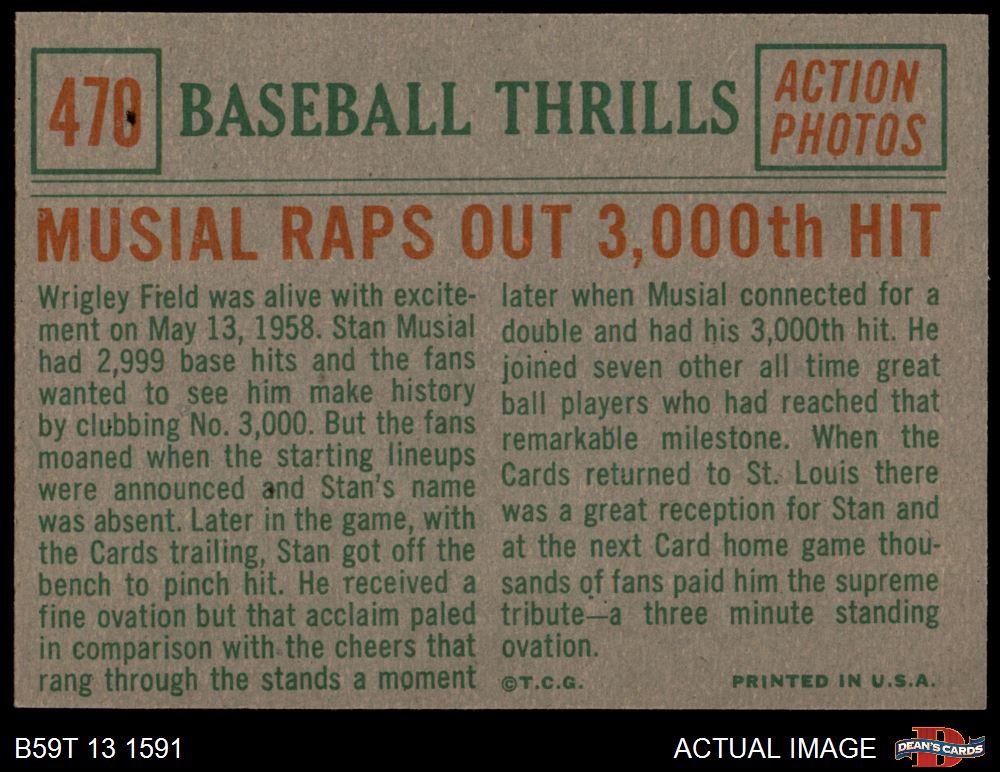 470
BASEBALL THRILLS
ACTION
PHOTOS
MUSIAL RAPS OUT 3,000th HIT
Wrigley Field was alive with excite-
ment on May 13, 1958. Stan Musial
had 2,999 base hits and the fans
wanted to see him make history
by clubbing No. 3,000. But the fans
moaned when the starting lineups
were announced and Stan's name
was absent. Later in the game, with
the Cards trailing, Stan got off the
bench to pinch hit. He received a
fine ovation but that acclaim paled
in comparison with the cheers that
rang through the stands a moment
later when Musial connected for a
double and had his 3,000th hit. He
joined seven other all time great
ball players who had reached that
remarkable milestone. When the
Cards returned to St. Louis there
was a great reception for Stan and
at the next Card home game thou-
sands of fans paid him the supreme
tribute—a three minute standing
ovation.
©T.C.G.
PRINTED IN U.S.A.
B59T 13 1591
ACTUAL IMAGE
D
DEAN'S CARDS